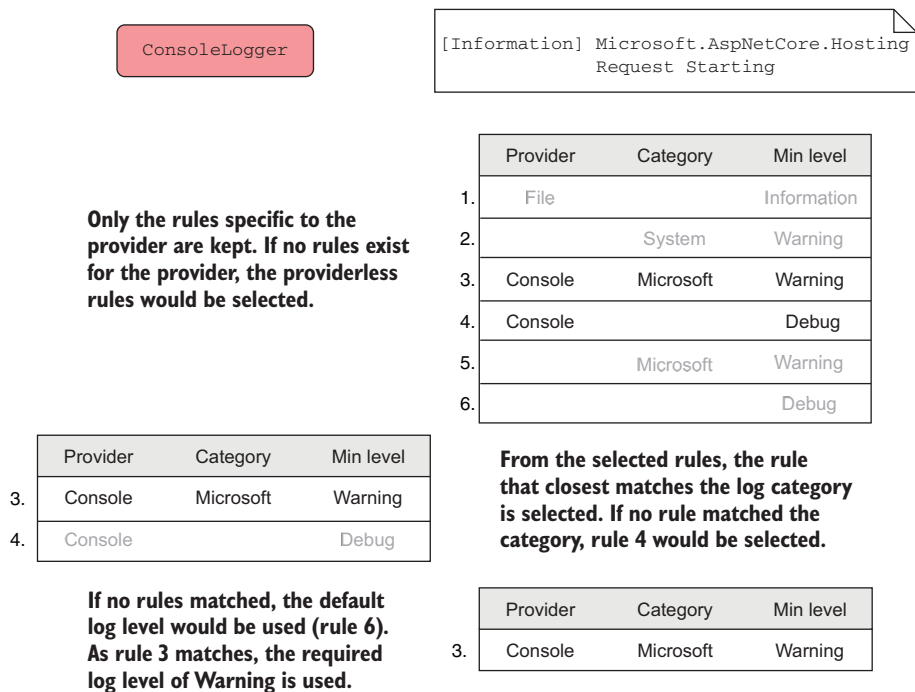 ConsoleLogger
[Information] Microsoft.AspNetCore.Hosting
Request Starting
Only the rules specific to the
provider are kept. If no rules exist
for the provider, the providerless
rules would be selected.
Provider Category Min level
1. File Information
2. System Warning
3. Console Microsoft Warning
4. Console Debug
5. Microsoft Warning
6. Debug
Provider Category Min level
3. Console Microsoft Warning
4. Console Debug
From the selected rules, the rule
that closest matches the log category
is selected. If no rule matched the
category, rule 4 would be selected.
If no rules matched, the default
log level would be used (rule 6).
As rule 3 matches, the required
log level of Warning is used.
Provider Category Min level
3. Console Microsoft Warning